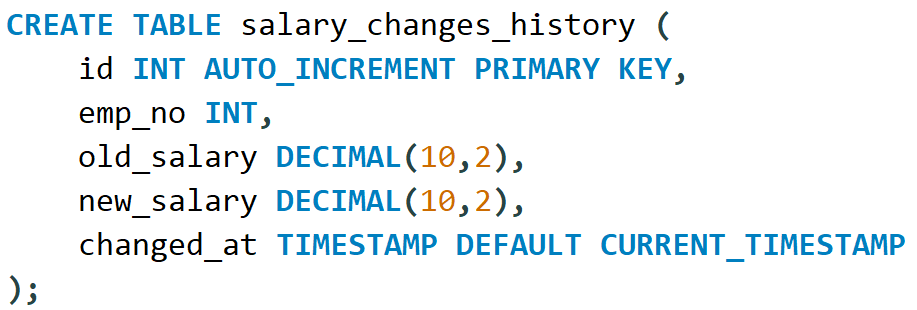 CREATE TABLE salary_changes_history (
    id INT AUTO_INCREMENT PRIMARY KEY,
    emp_no INT,
    old_salary DECIMAL(10,2),
    new_salary DECIMAL(10,2),
    changed_at TIMESTAMP DEFAULT CURRENT_TIMESTAMP
);